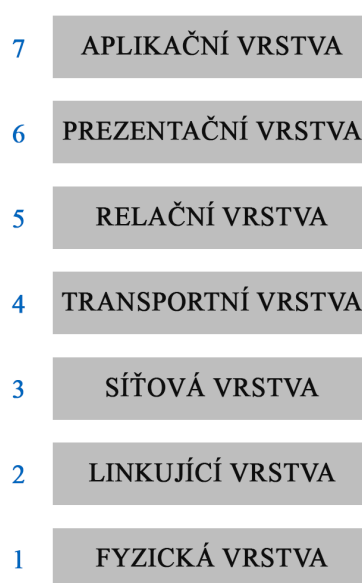 7 APLIKAČNÍ VRSTVA
6 PREZENTAČNÍ VRSTVA
5 RELAČNÍ VRSTVA
4 TRANSPORTNÍ VRSTVA
3 SÍŤOVÁ VRSTVA
2 LINKUJÍCÍ VRSTVA
1 FYZICKÁ VRSTVA